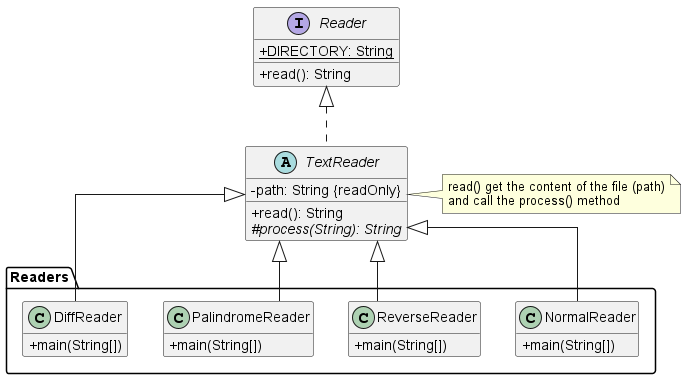 I Reader
+DIRECTORY: String
+read(): String
A TextReader
-path: String {readOnly}
+read(): String
#process(String): String
read() get the content of the file (path)
and call the process() method
Readers
C DiffReader
+main(String[])
C PalindromeReader
+main(String[])
C ReverseReader
+main(String[])
C NormalReader
+main(String[])